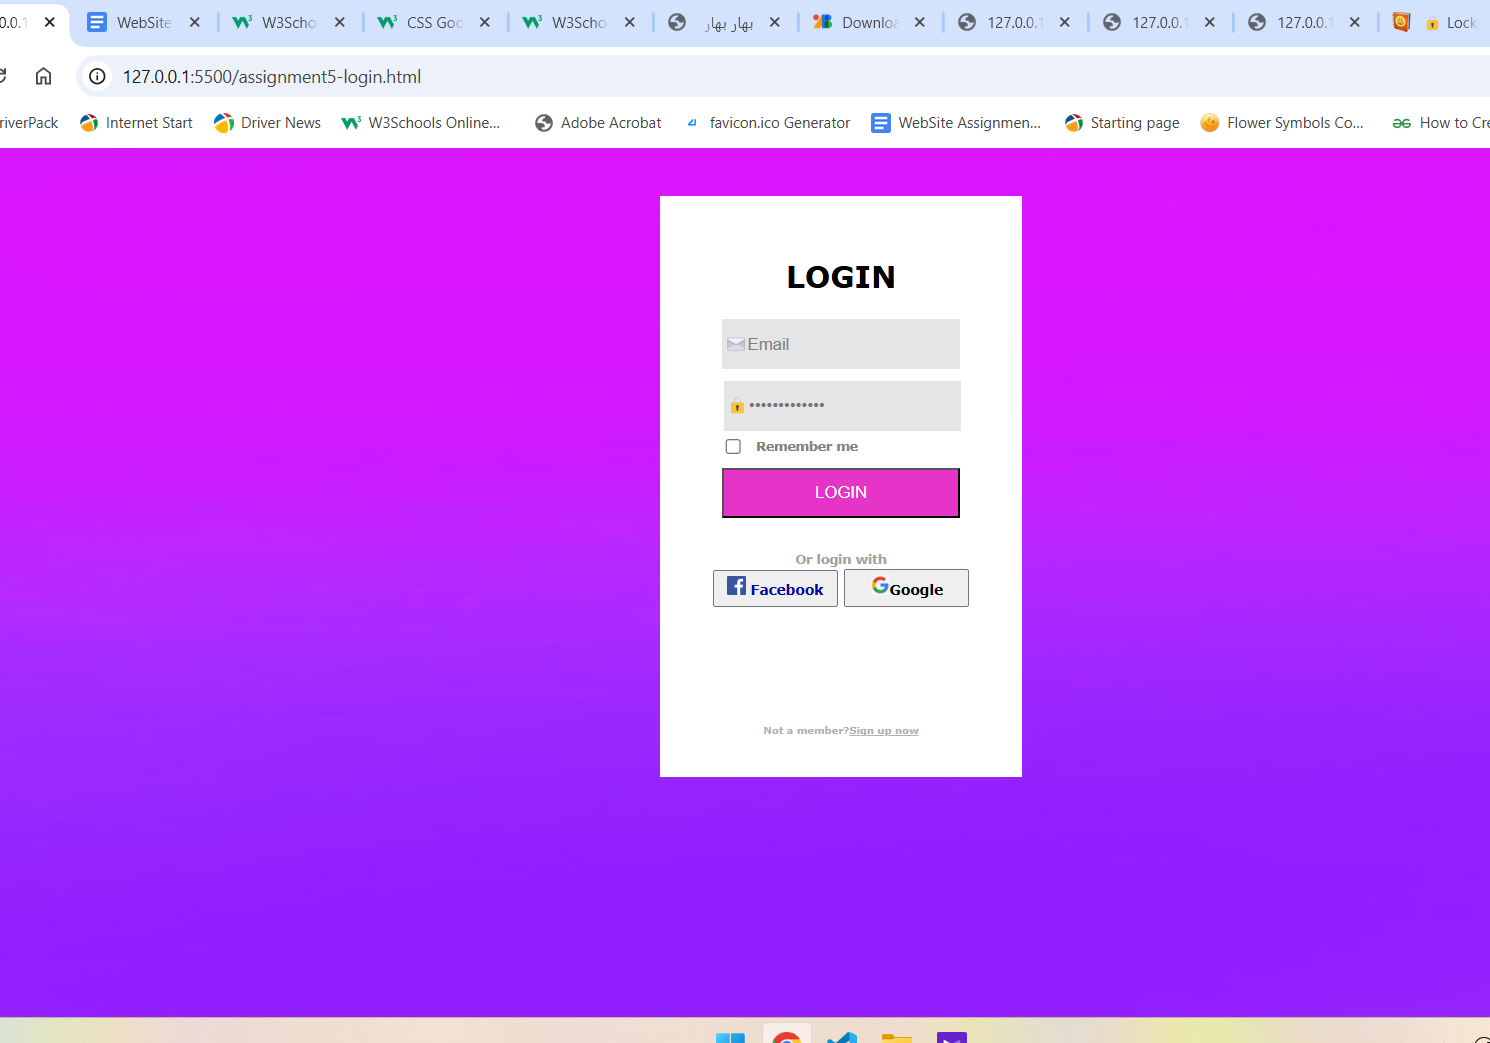 0.0.1
WebSite
W3Scho
CSS Goo
W3Scho
بهار بهار
Downloa
127.0.0.1
127.0.0.1
127.0.0.1
Lock
127.0.0.1:5500/assignment5-login.html
riverPack
Internet Start
Driver News
W3Schools Online...
Adobe Acrobat
favicon.ico Generator
WebSite Assignmen...
Starting page
Flower Symbols Co...
How to Cre
LOGIN
Email
Remember me
LOGIN
Or login with
Facebook
Google
Not a member?Sign up now